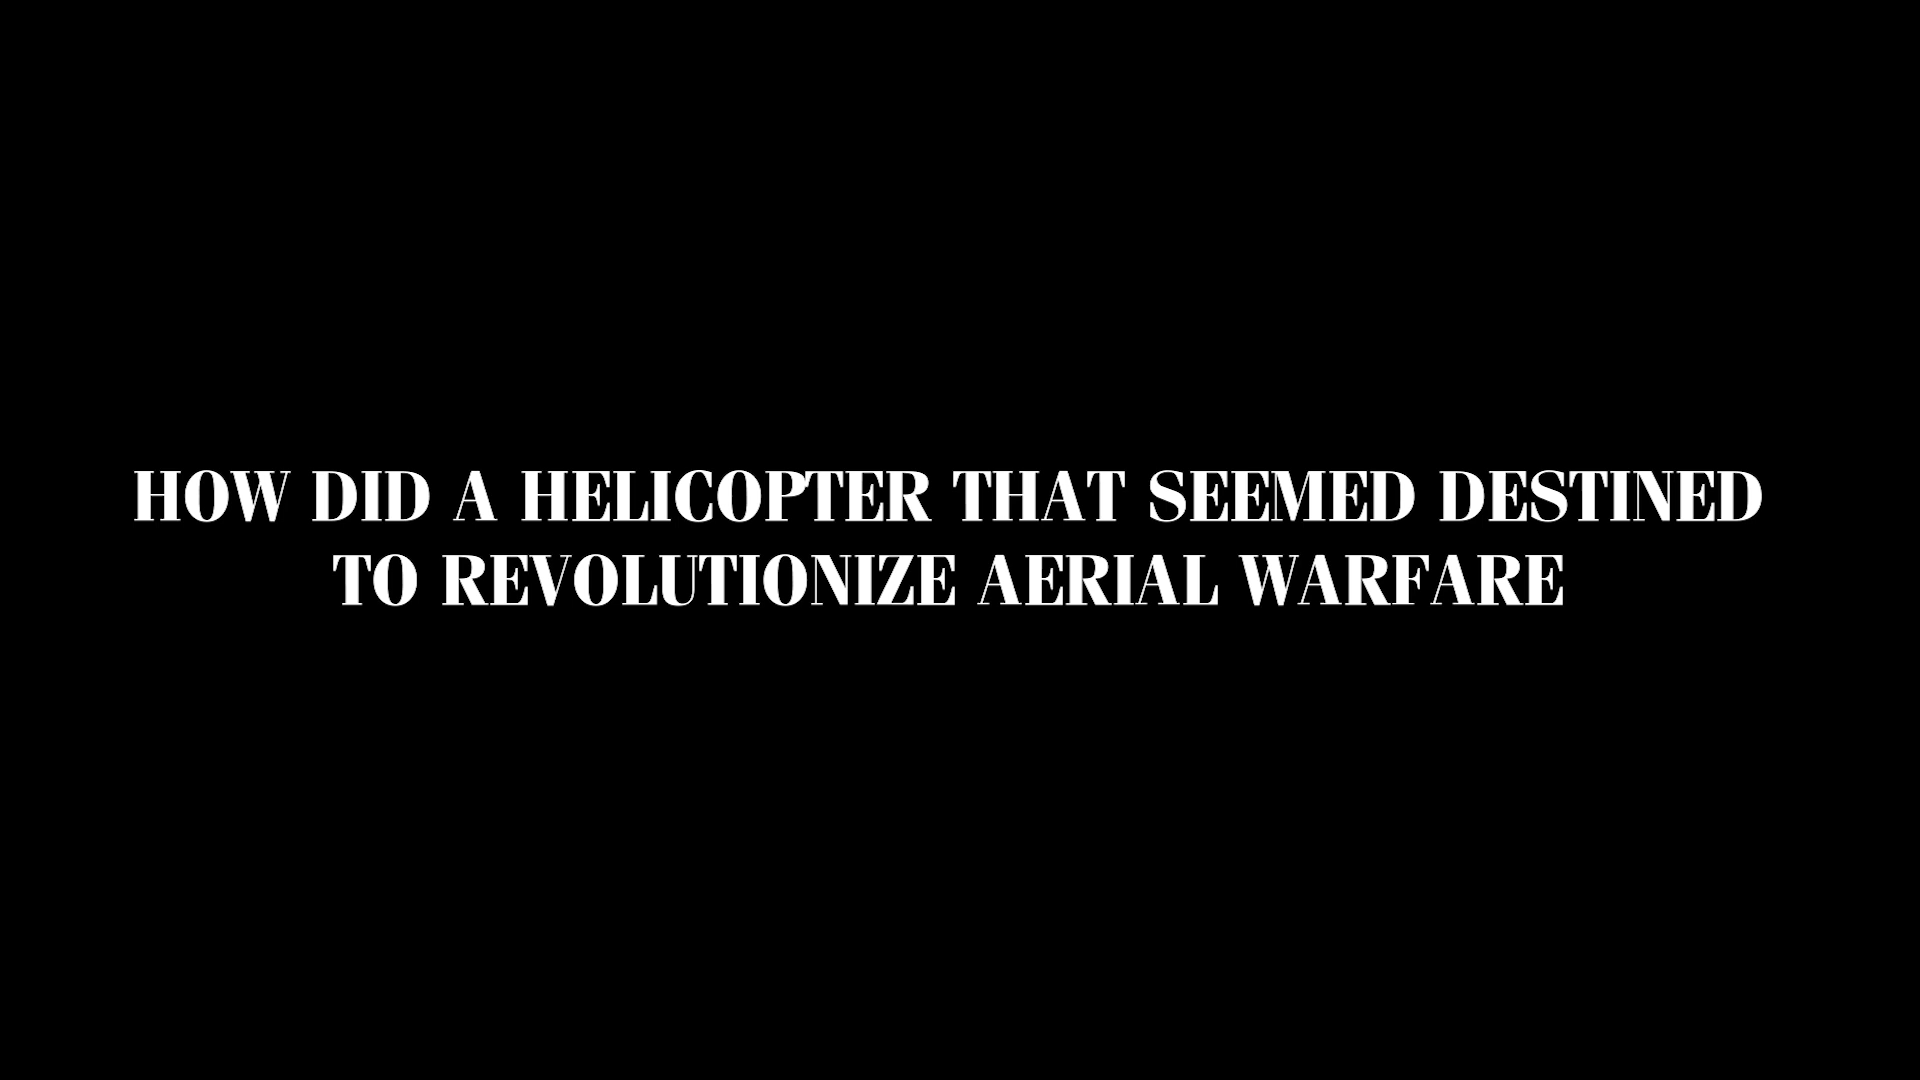 HOW DID A HELICOPTER THAT SEEMED DESTINED
TO REVOLUTIONIZE AERIAL WARFARE